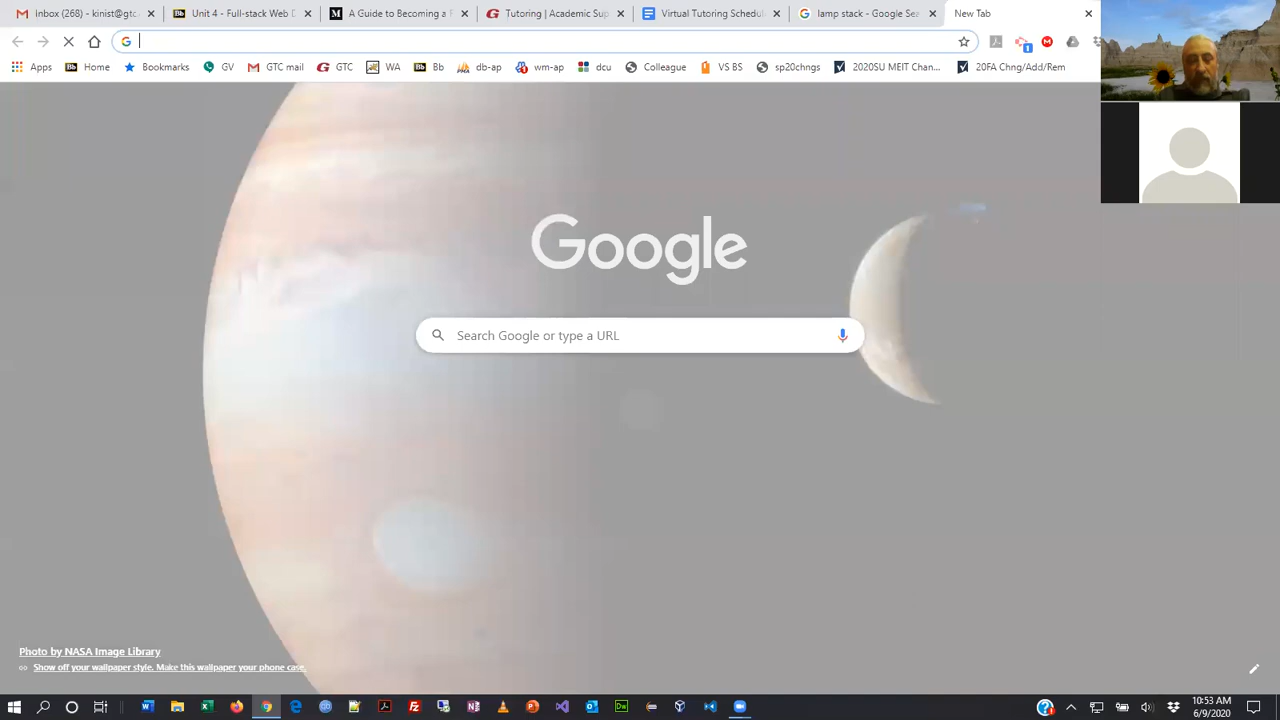 Inbox (268) - kinist@gtc.
Unit 4 - Full-stack Web D
A Guide to Becoming a F
Tutoring | Academic Sup
Virtual Tutoring Schedu
lamp stack - Google Sea
New Tab
Apps
Home
Bookmarks
GV
GTC mail
GTC
WA
Bb
db-ap
wm-ap
dcu
Colleague
VS BS
sp20chngs
2020SU MEIT Chan...
20FA Chng/Add/Rem
Google
Search Google or type a URL
Photo by NASA Image Library
Show off your wallpaper style. Make this wallpaper your phone case.
10:53 AM
6/9/2020